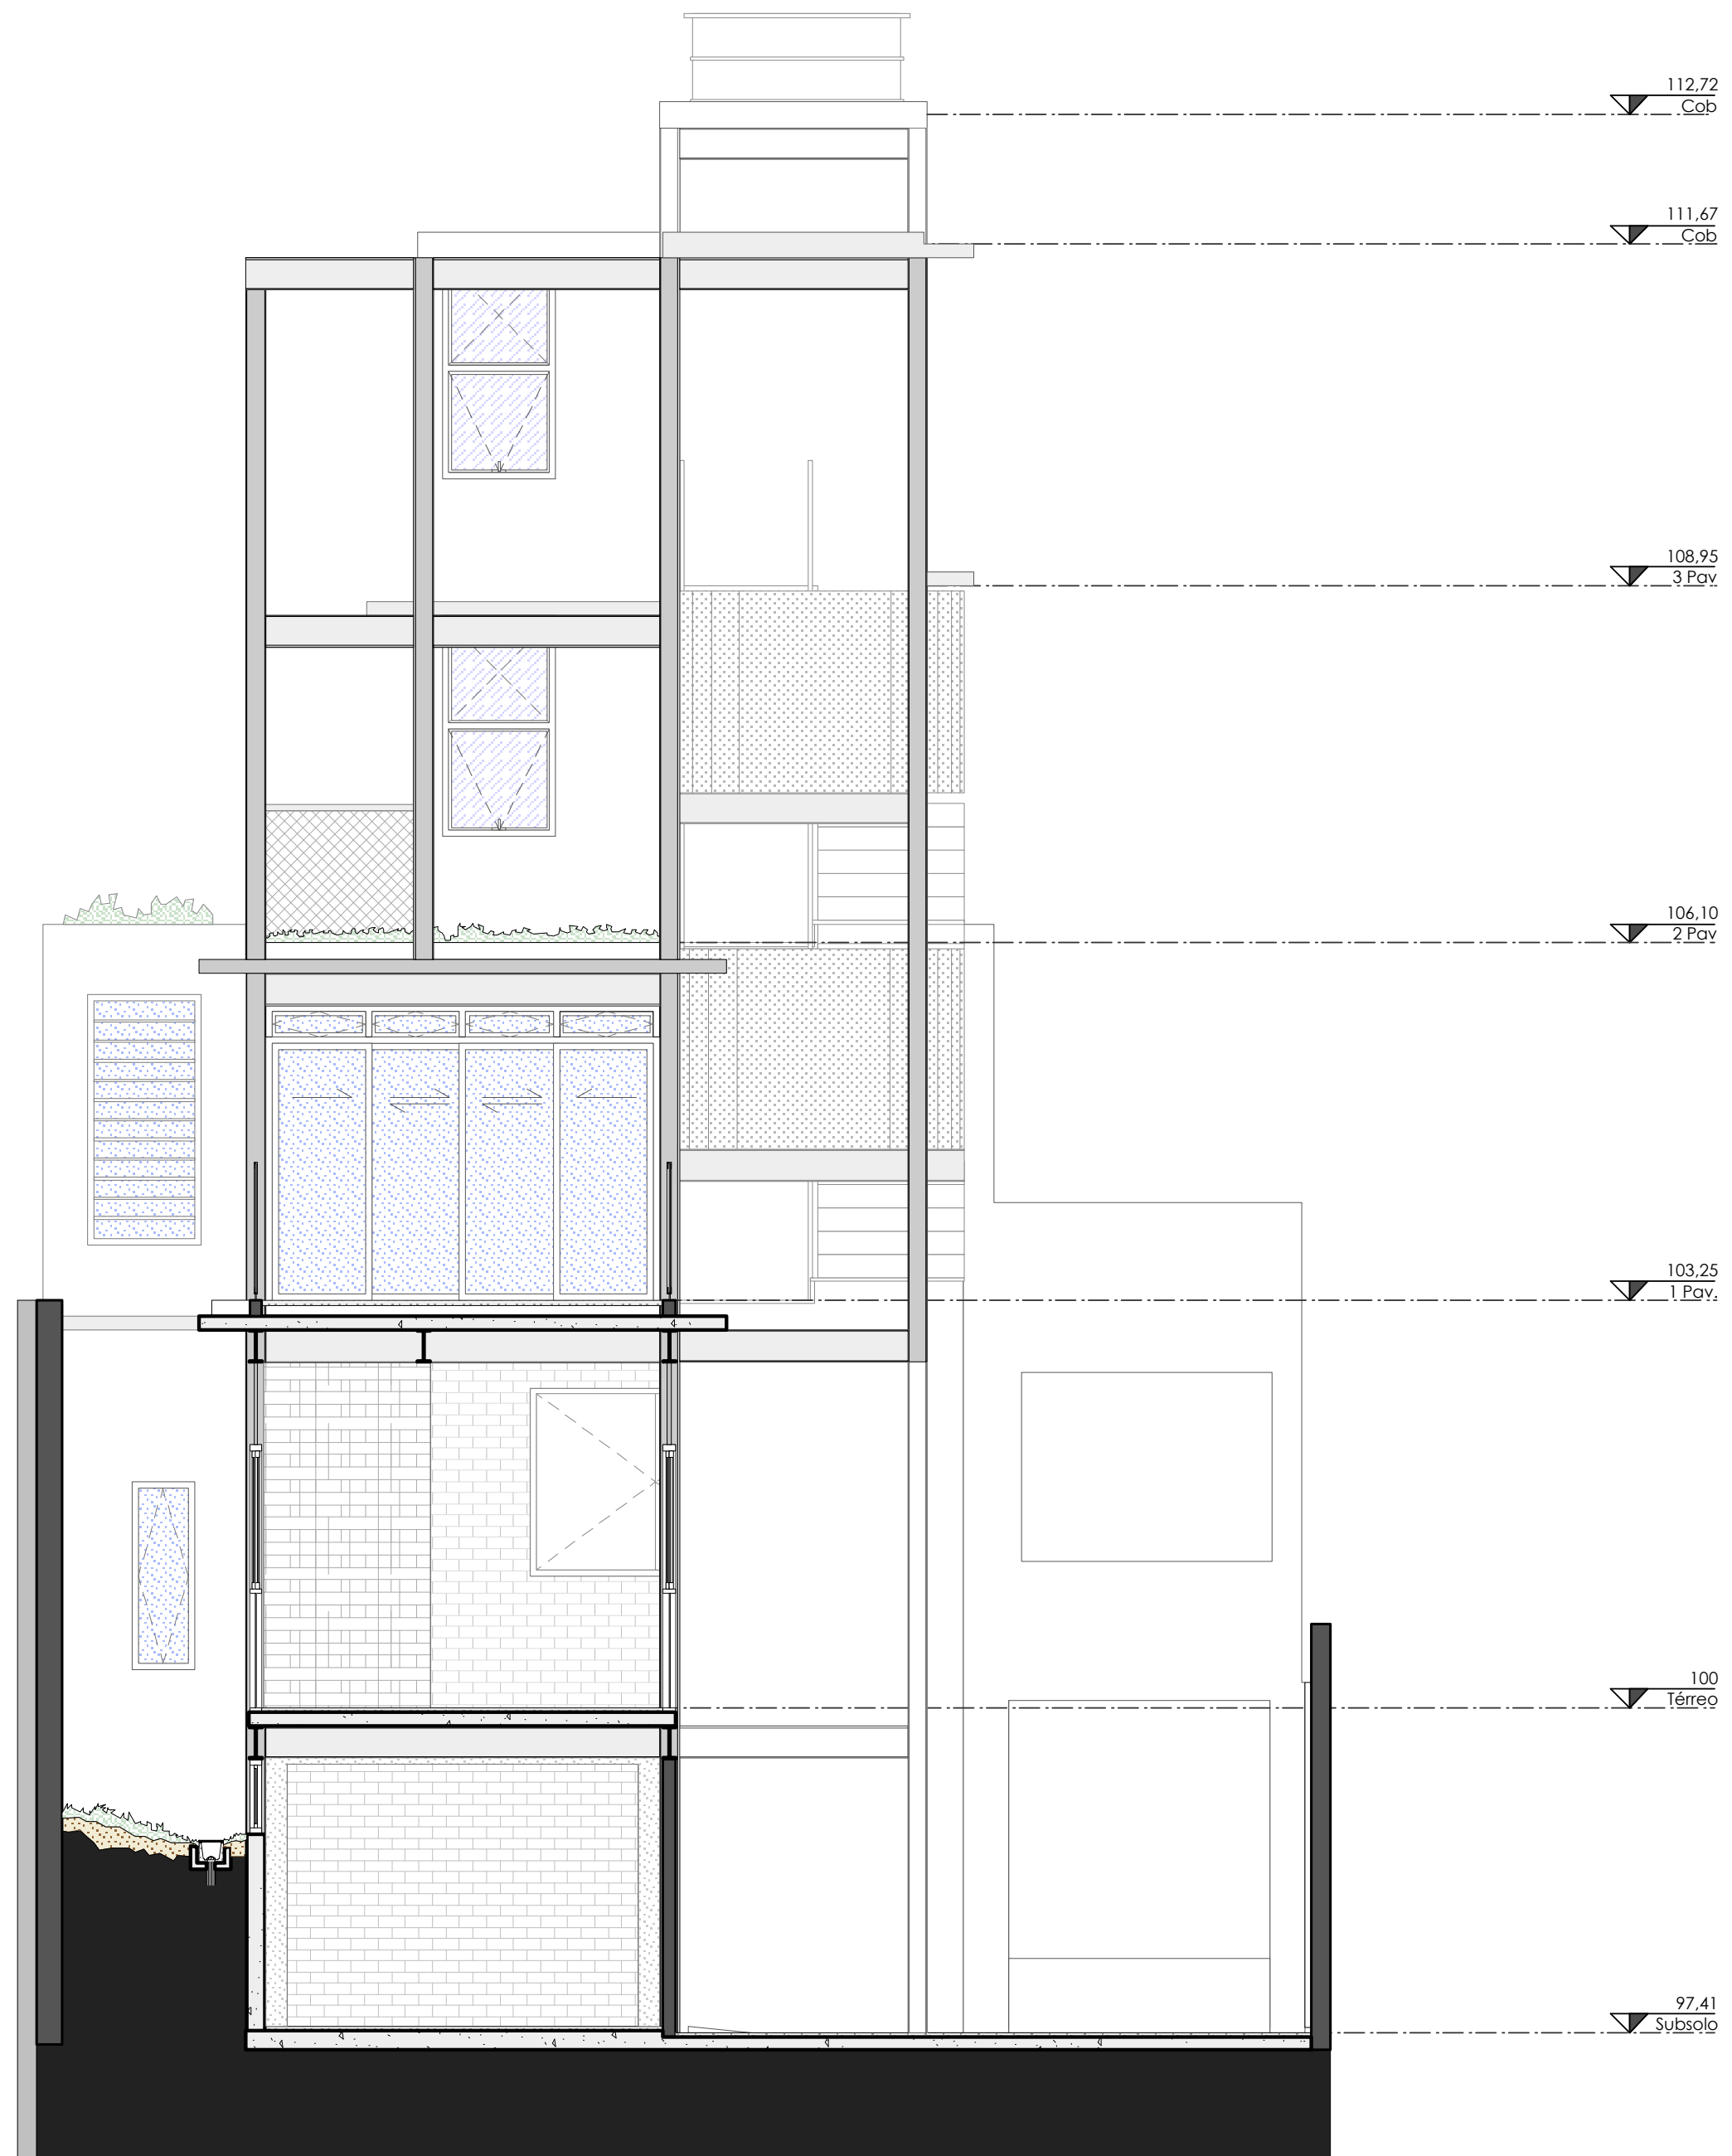 112,72
Cob
111,67
Cob
108,95
3 Pav
106,10
2 Pav
103,25
1 Pav.
100
Térreo
97,41
Subsolo